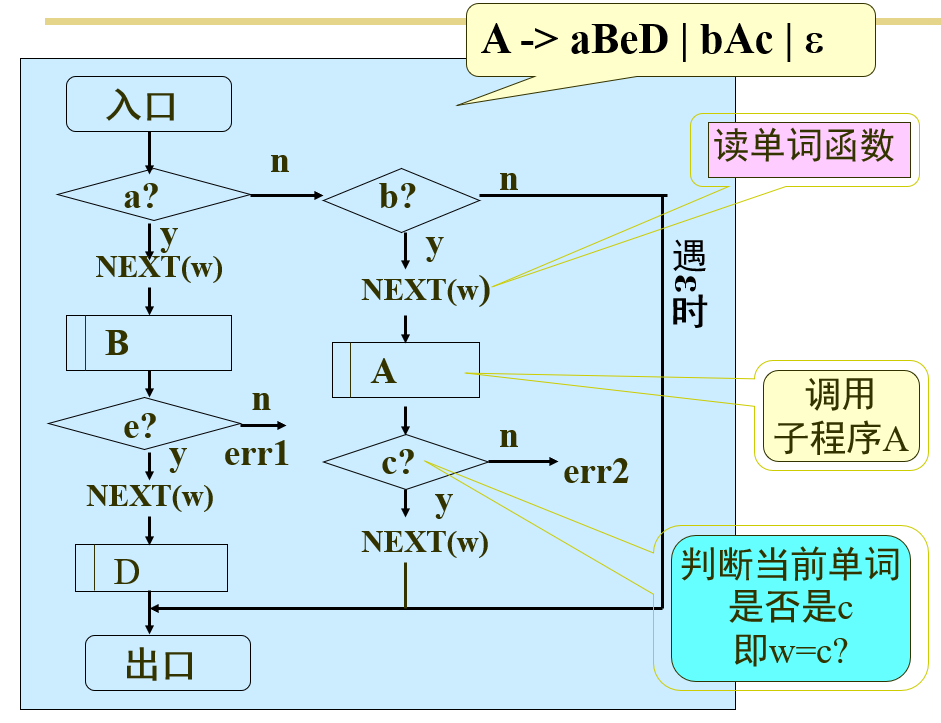 A -> aBeD | bAc | ε
入口
a?
n
b?
n
y
NEXT(w)
y
NEXT(w)
读单词函数
遇ε时
B
A
调用
子程序A
e?
n
err1
y
NEXT(w)
c?
n
err2
y
NEXT(w)
D
判断当前单词
是否是c
即w=c?
出口